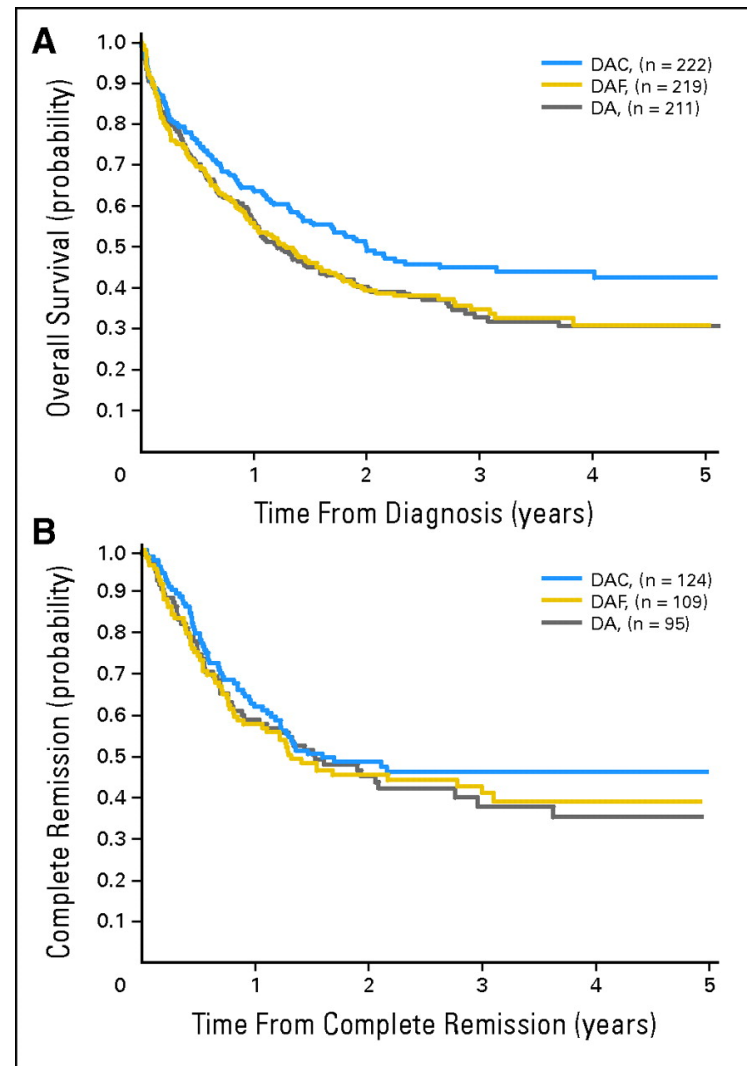 A
Overall Survival (probability)
1.0
0.9
0.8
0.7
0.6
0.5
0.4
0.3
0.2
0.1
0
DAC, (n = 222)
DAF, (n = 219)
DA, (n = 211)
1 2 3 4 5
Time From Diagnosis (years)
B
Complete Remission (probability)
1.0
0.9
0.8
0.7
0.6
0.5
0.4
0.3
0.2
0.1
0
DAC, (n = 124)
DAF, (n = 109)
DA, (n = 95)
1 2 3 4 5
Time From Complete Remission (years)